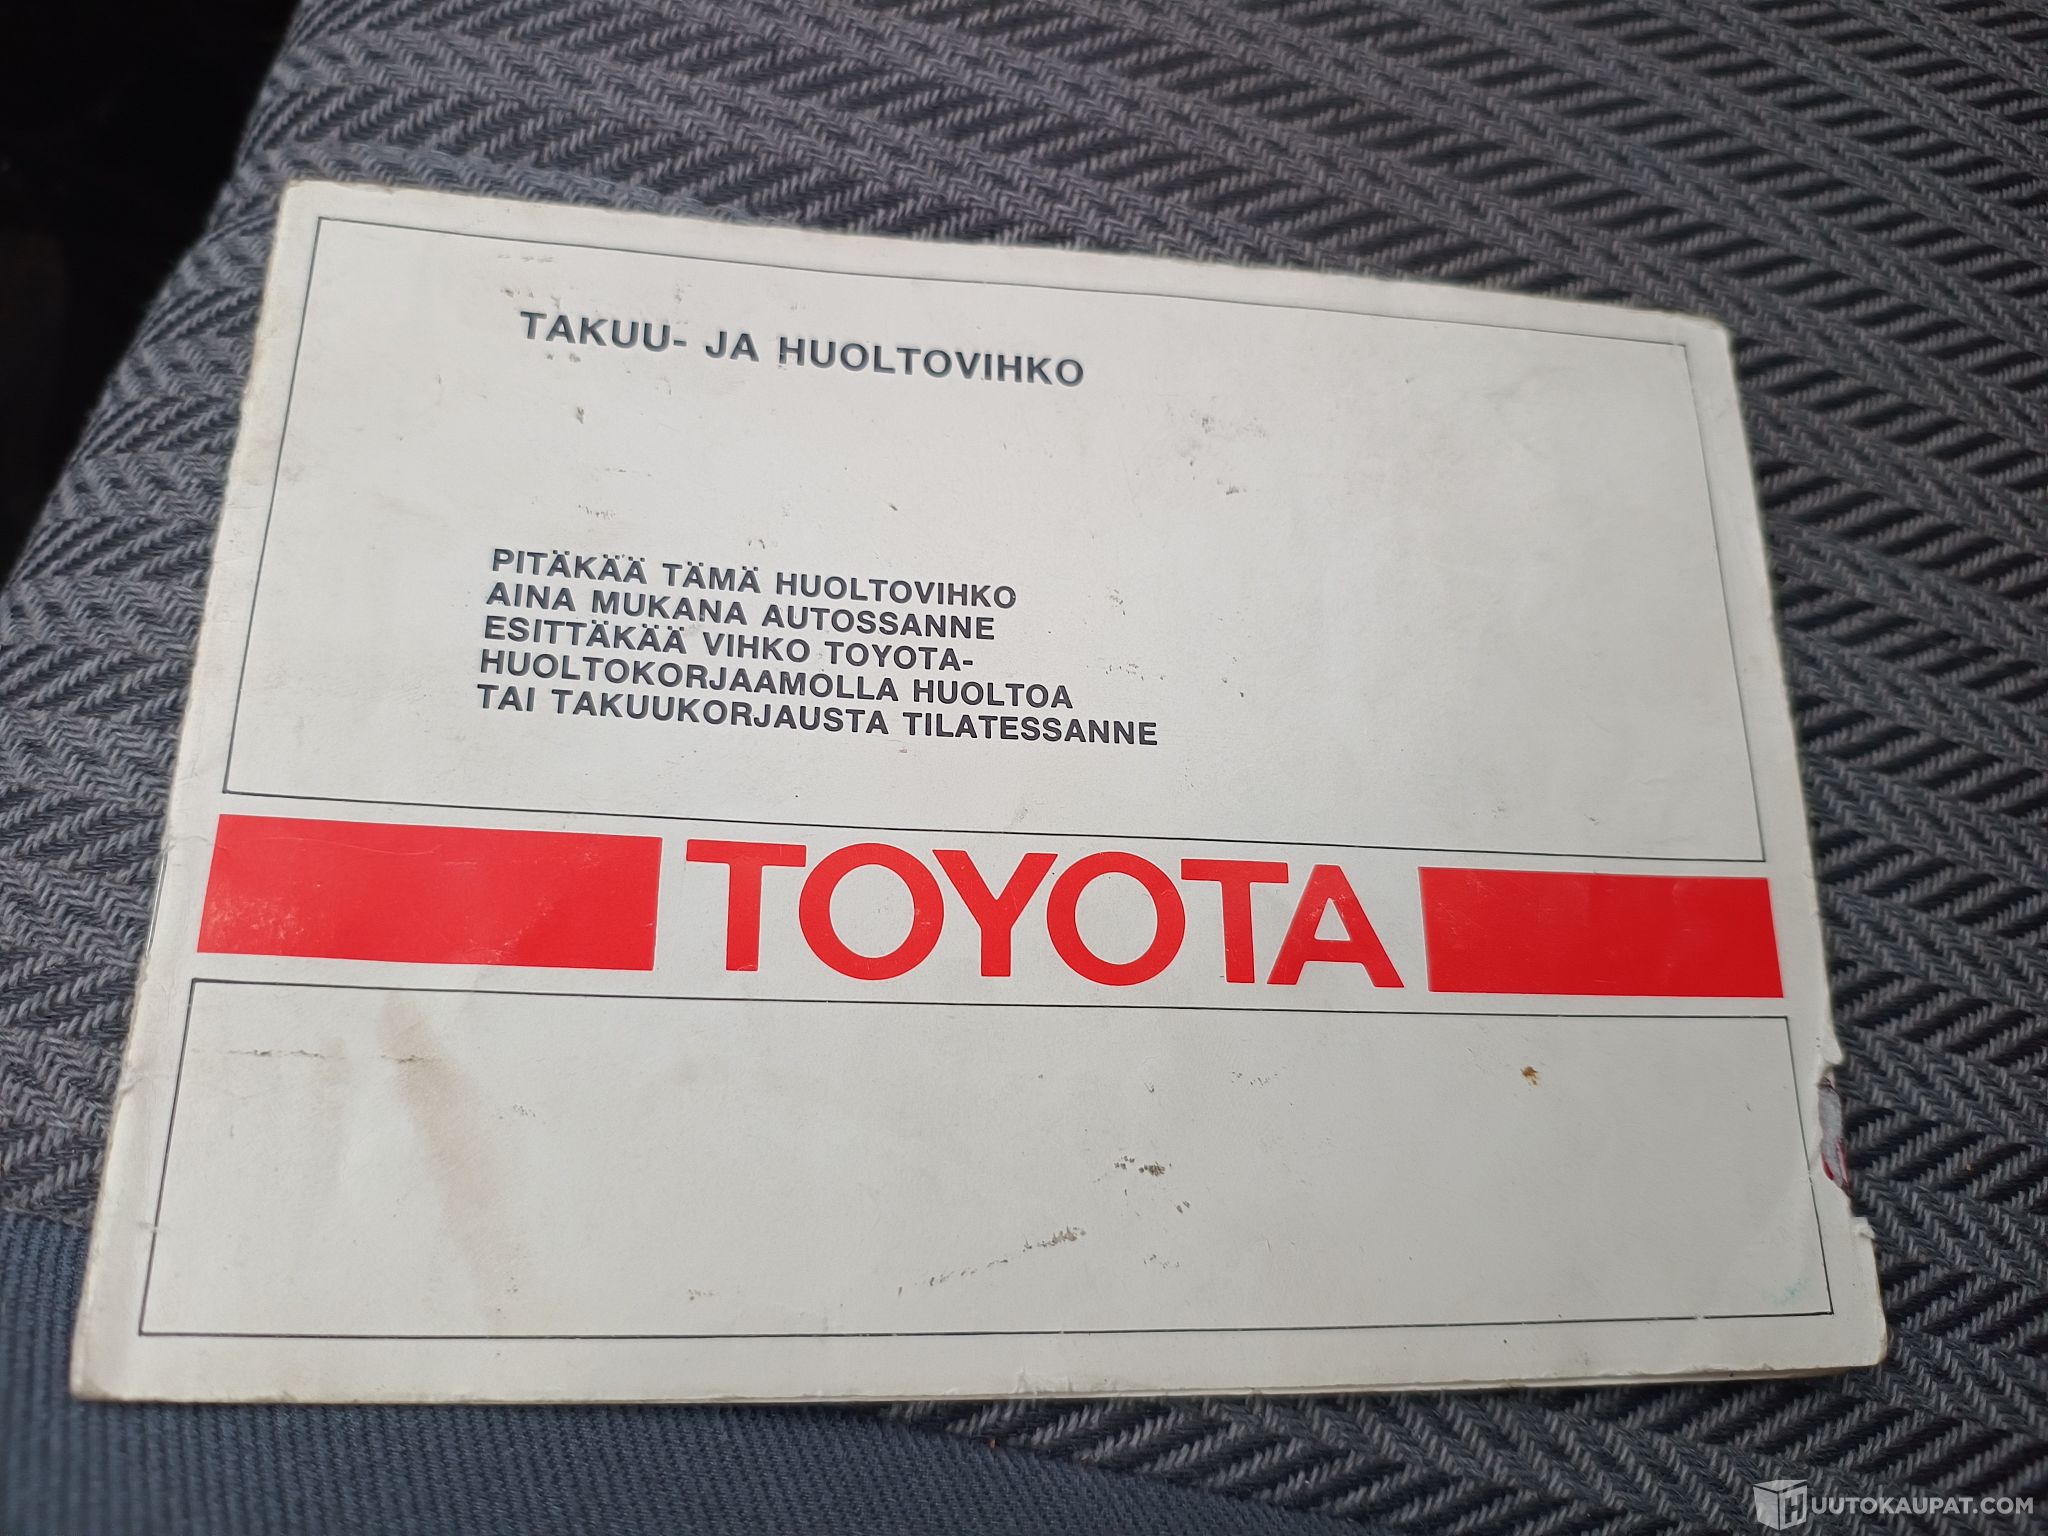 TAKUU- JA HUOLTOVIHKO
PITÄKÄÄ TÄMÄ HUOLTOVIHKO
AINA MUKANA AUTOSSANNE
ESITTÄKÄÄ VIHKO TOYOTA-
HUOLTOKORJAAMOLLA HUOLTOA
TAI TAKUUKORJAUSTA TILATESSANNE
TOYOTA
HUUTOKAUPAT.COM